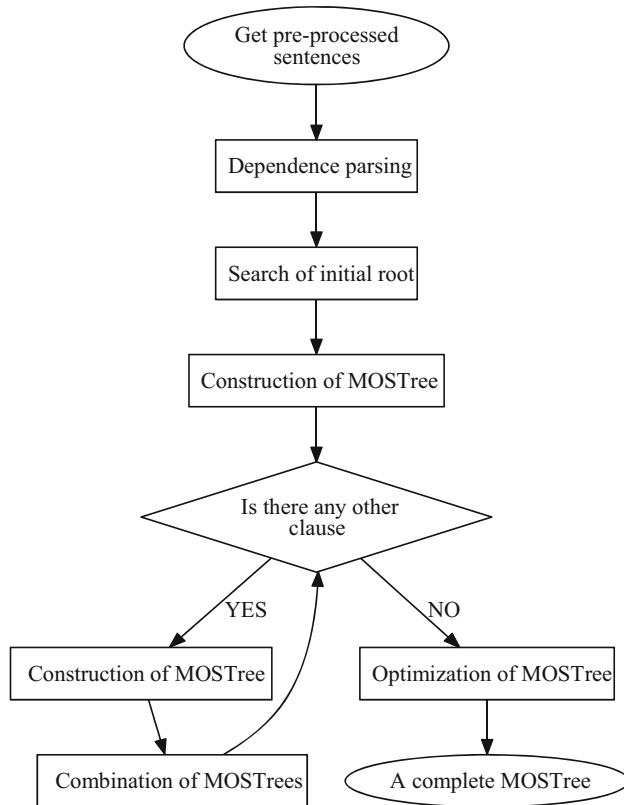 Get pre-processed
sentences
Dependence parsing
Search of initial root
Construction of MOSTree
Is there any other
clause
YES
NO
Construction of MOSTree
Optimization of MOSTree
Combination of MOSTrees
A complete MOSTree